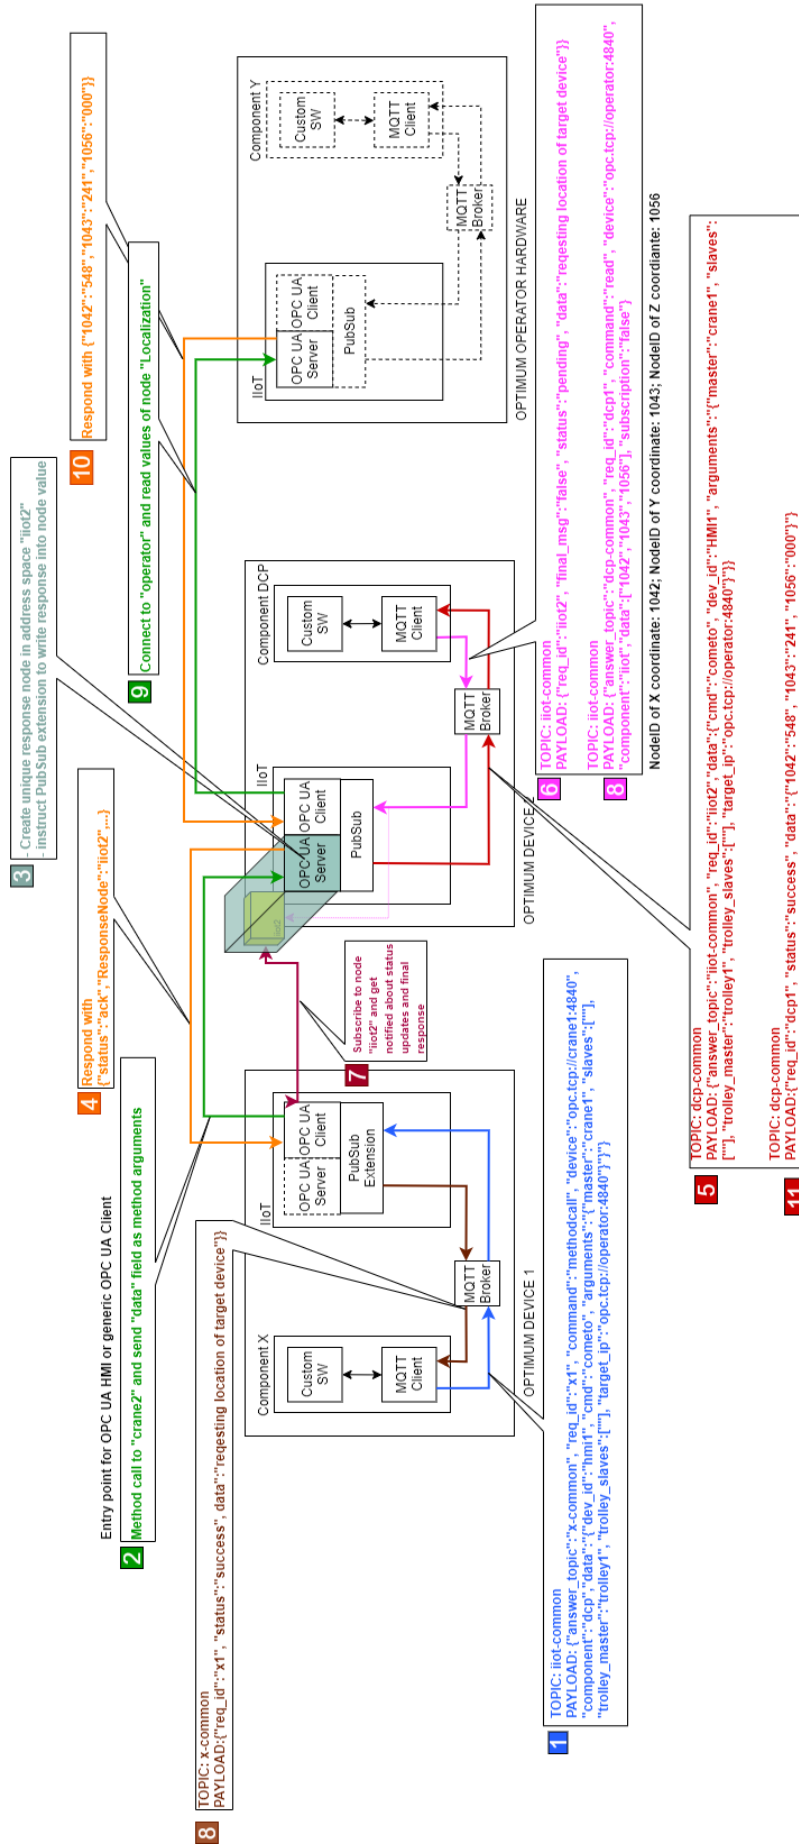 3
- Create unique response node in address space "iiot2"
- instruct PubSub extension to write response into node value
10
Respond with {"1042":"548","1043":"241","1056":"000"}}
9
Connect to "operator" and read values of node "Localization"
4
Respond with
{"status":"ack","ResponseNode":"iiot2",...}
Entry point for OPC UA HMI or generic OPC UA Client
2
Method call to "crane2" and send "data" field as method arguments
8
TOPIC: x-common
PAYLOAD:{"req_id":"x1", "status":"success", data":"reqesting location of target device"}}
Component X
Custom
SW
MQTT
Client
MQTT
Broker
IIoT
OPC UA
Server
OPC UA
Client
PubSub
Extension
OPTIMUM DEVICE 1
7
Subscribe to node
"iiot2" and get
notified about status
updates and final
response
iiot2
IIoT
OPC UA
Server
OPC UA
Client
PubSub
MQTT
Broker
Component DCP
Custom
SW
MQTT
Client
OPTIMUM DEVICE
IIoT
OPC UA
Server
OPC UA
Client
PubSub
MQTT
Broker
Component Y
Custom
SW
MQTT
Client
OPTIMUM OPERATOR HARDWARE
1
TOPIC: iiot-common
PAYLOAD: {"answer_topic":"x-common", "req_id":"x1", "command":"methodcall", "device":"opc.tcp://crane1:4840",
"component":"dcp","data":"{"dev_id":"hmi1", "cmd":"cometo", "arguments":"{"master":"crane1", "slaves":[""],
"trolley_master":"trolley1", "trolley_slaves":[""], "target_ip":"opc.tcp://operator:4840"}"}"}
6
TOPIC: iiot-common
PAYLOAD: {"req_id":"iiot2", "final_msg":"false", "status":"pending", "data":"reqesting location of target device"}}
8
TOPIC: iiot-common
PAYLOAD: {"answer_topic":"dcp-common", "req_id":"dcp1", "command":"read", "device":"opc.tcp://operator:4840",
"component":"iiot","data":["1042","1043","1056"], "subscription":"false"}
NodeID of X coordinate: 1042; NodeID of Y coordinate: 1043; NodeID of Z coordiante: 1056
5
TOPIC: dcp-common
PAYLOAD: {"answer_topic":"iiot-common", "req_id":"iiot2","data":{"cmd":"cometo", "dev_id":"HMI1", "arguments":"{"master":"crane1", "slaves":
[""], "trolley_master":"trolley1", "trolley_slaves":[""], "target_ip":"opc.tcp://operator:4840"}"}}
11
TOPIC: dcp-common
PAYLOAD:{"req_id":"dcp1", "status":"success", "data":"{"1042":"548", "1043":"241", "1056":"000"}"}